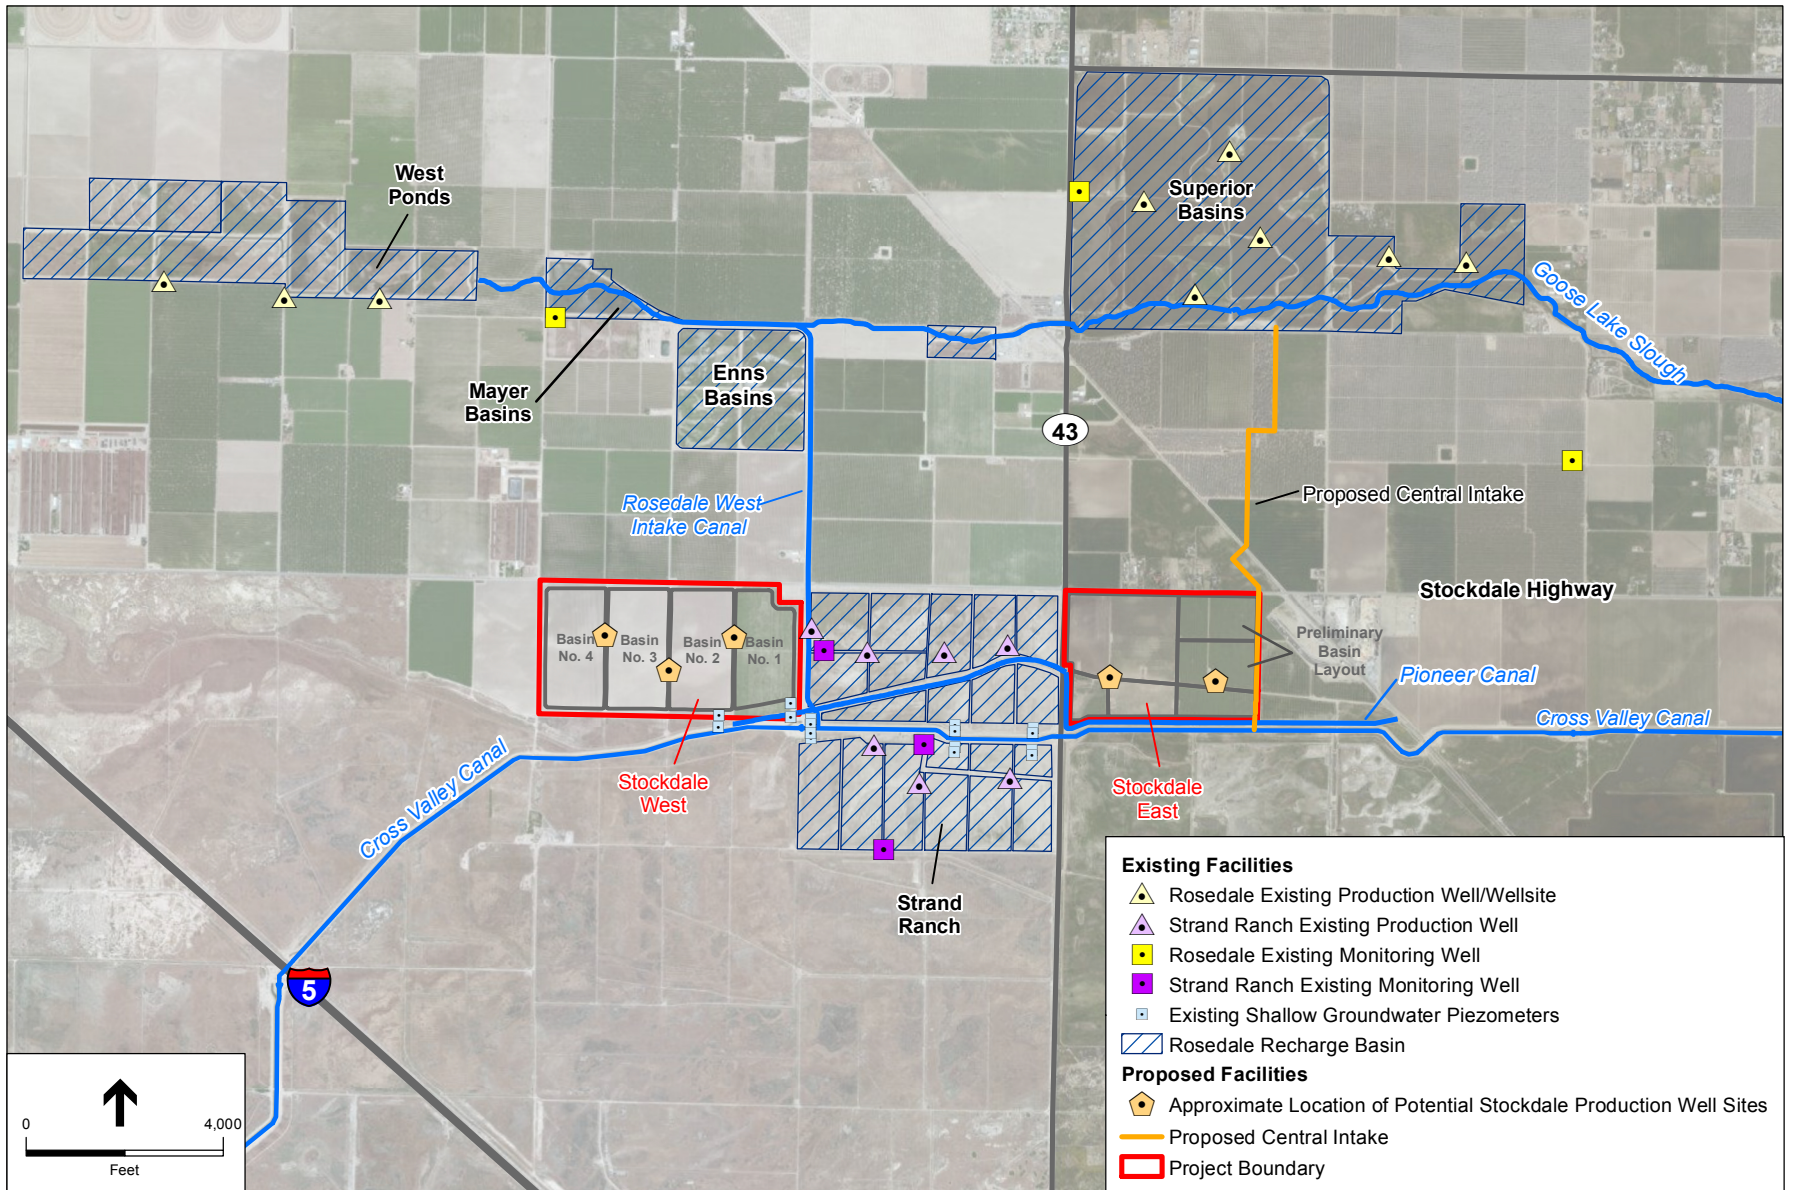 West
Ponds
Superior
Basins
Goose Lake Slough
Mayer
Basins
Enns
Basins
43
Rosedale West
Intake Canal
Proposed Central Intake
Stockdale Highway
Basin
No. 4
Basin
No. 3
Basin
No. 2
Basin
No. 1
Preliminary
Basin
Layout
Pioneer Canal
Cross Valley Canal
Cross Valley Canal
Stockdale
West
Stockdale
East
Strand
Ranch
5
0 4,000
Feet
Existing Facilities
Rosedale Existing Production Well/Wellsite
Strand Ranch Existing Production Well
Rosedale Existing Monitoring Well
Strand Ranch Existing Monitoring Well
Existing Shallow Groundwater Piezometers
Rosedale Recharge Basin
Proposed Facilities
Approximate Location of Potential Stockdale Production Well Sites
Proposed Central Intake
Project Boundary